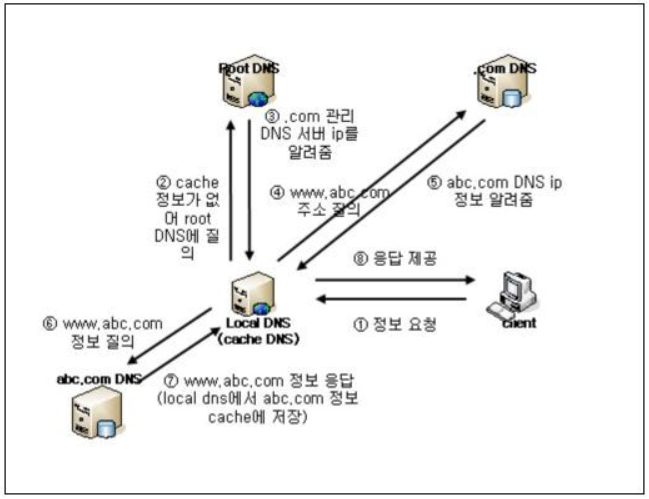 Root DNS
.com DNS
③ .com 관리
DNS 서버 ip를
알려줌
② cache
정보가 없
어 root
DNS에 질
의
④ www.abc.com
주소 질의
⑤ abc.com DNS ip
정보 알려줌
⑧ 응답 제공
① 정보 요청
Local DNS
(cache DNS)
client
⑥ www.abc.com
정보 질의
abc.com DNS
⑦ www.abc.com 정보 응답
(local dns에서 abc.com 정보
cache에 저장)